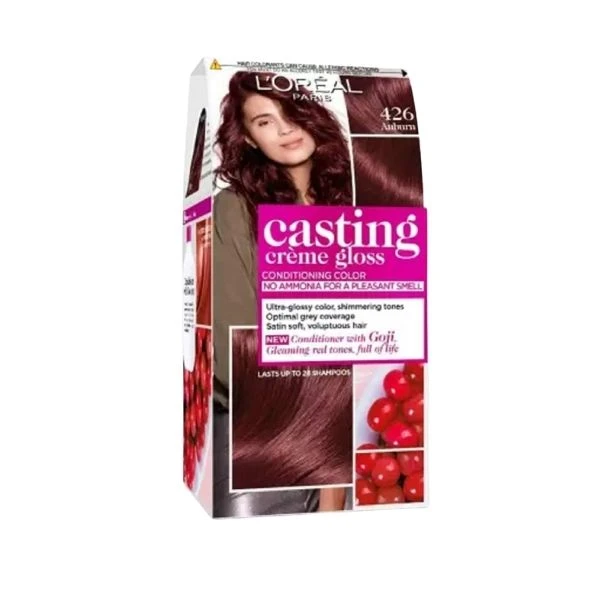 HAIR COLORANTS CAN CAUSE ALLERGIC REACTIONS
L'ORÉAL
PARIS
426
Auburn
casting
crème gloss
CONDITIONING COLOR
NO AMMONIA FOR A PLEASANT SMELL
Ultra-glossy color, shimmering tones
Optimal grey coverage
Satin soft, voluptuous hair
NEW Conditioner with Goji,
Gleaming red tones, full of life
LASTS UP TO 28 SHAMPOOS